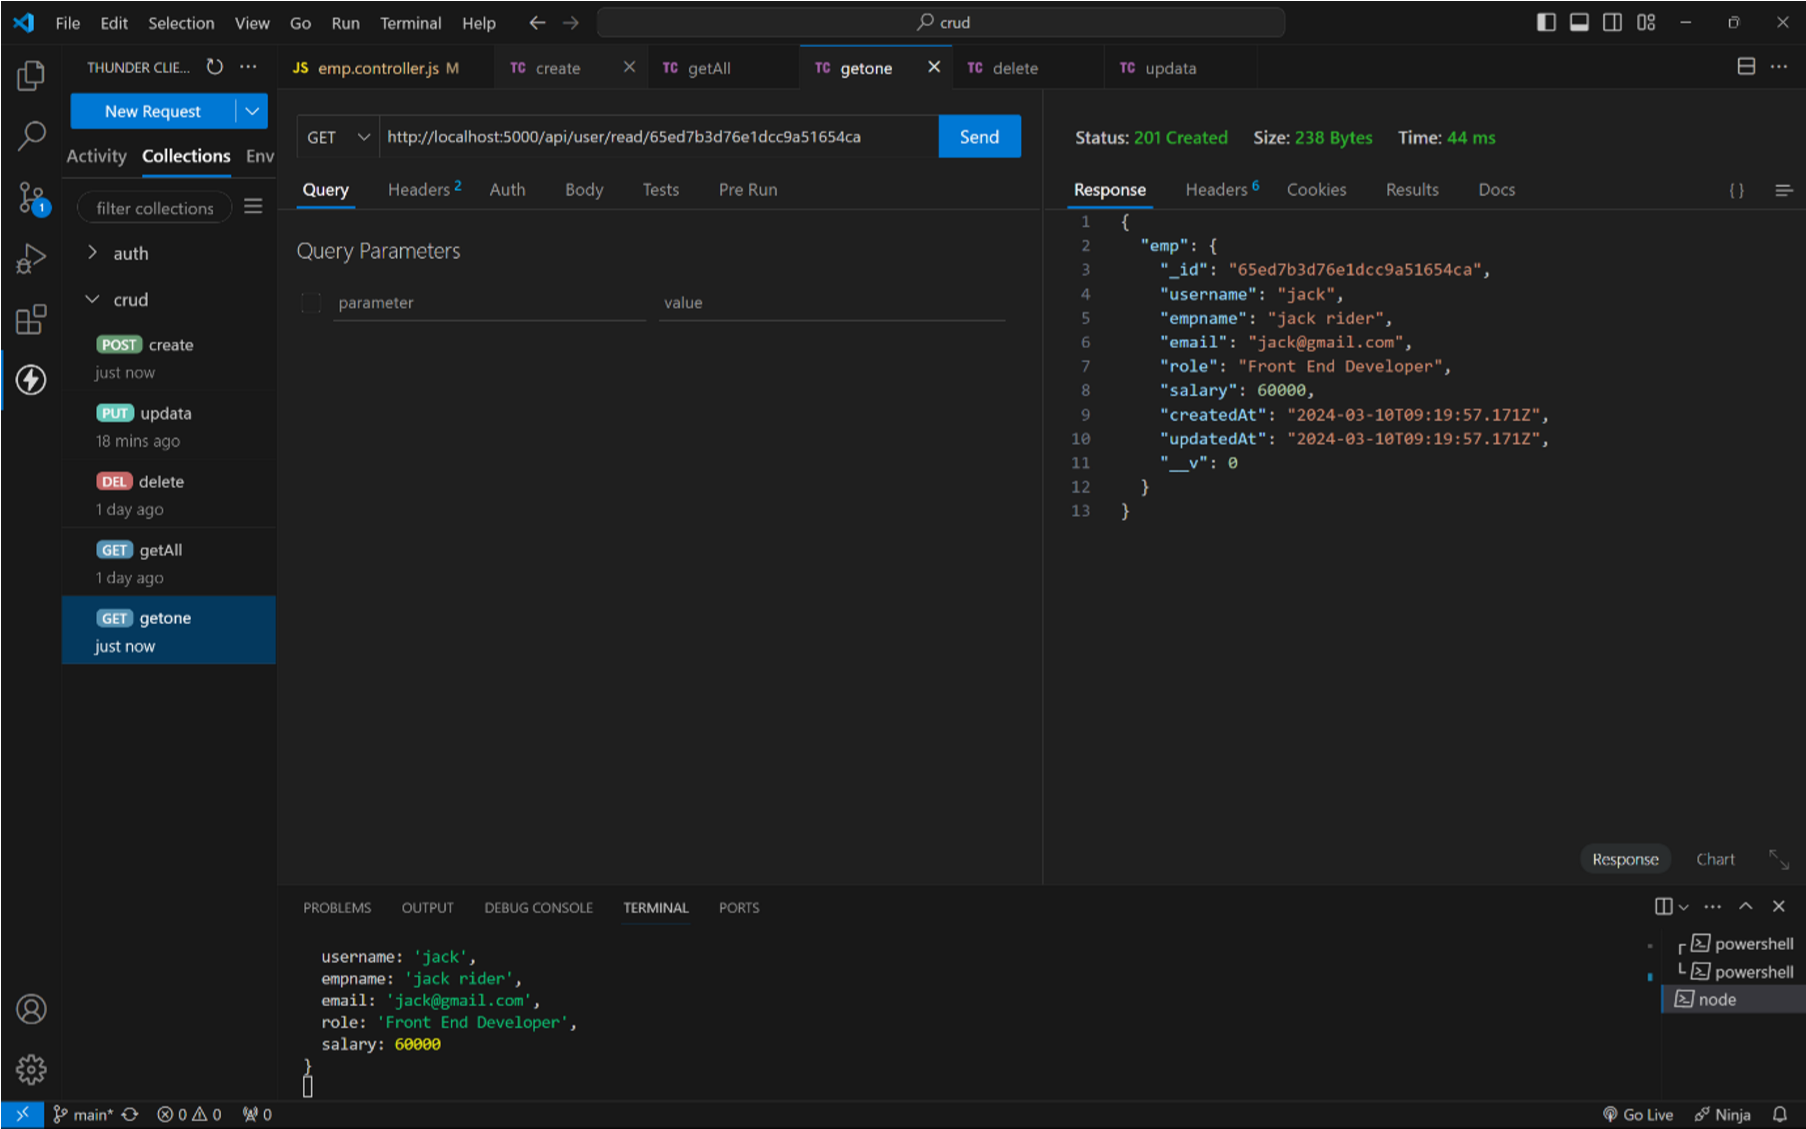 File Edit Selection View Go Run Terminal Help crud
THUNDER CLIE...
New Request
Activity Collections Env
filter collections
auth
crud
POST create
just now
PUT updata
18 mins ago
DEL delete
1 day ago
GET getAll
1 day ago
GET getone
just now
1
JS emp.controller.js M TC create TC getAll TC getone TC delete TC updata
GET http://localhost:5000/api/user/read/65ed7b3d76e1dcc9a51654ca Send
Query Headers 2 Auth Body Tests Pre Run
Query Parameters
parameter value
Status: 201 Created Size: 238 Bytes Time: 44 ms
Response Headers 6 Cookies Results Docs { }
1 {
2 "emp": {
3 "_id": "65ed7b3d76e1dcc9a51654ca",
4 "username": "jack",
5 "empname": "jack rider",
6 "email": "jack@gmail.com",
7 "role": "Front End Developer",
8 "salary": 60000,
9 "createdAt": "2024-03-10T09:19:57.171Z",
10 "updatedAt": "2024-03-10T09:19:57.171Z",
11 "__v": 0
12 }
13 }
Response Chart
PROBLEMS OUTPUT DEBUG CONSOLE TERMINAL PORTS
username: 'jack',
empname: 'jack rider',
email: 'jack@gmail.com',
role: 'Front End Developer',
salary: 60000
}
powershell
powershell
node
main* 0 0 0 Go Live Ninja